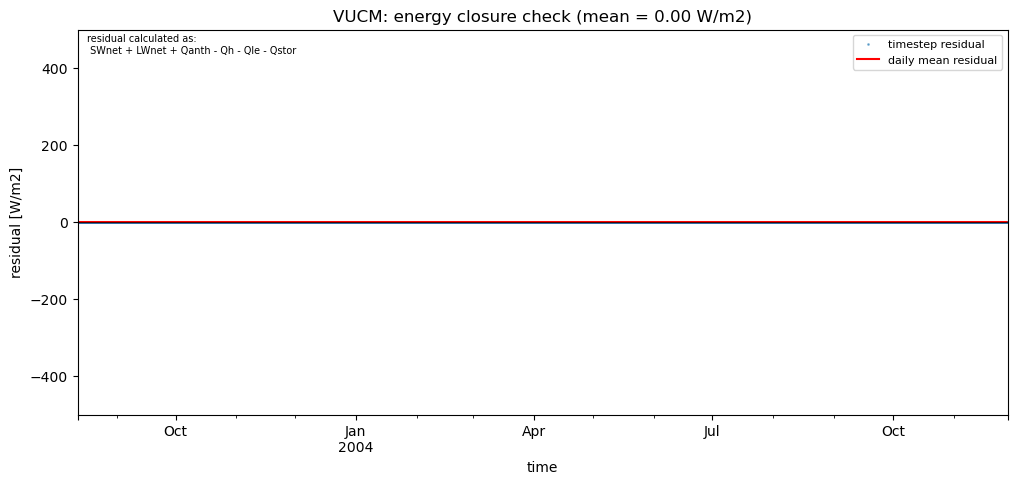 VUCM: energy closure check (mean = 0.00 W/m2)
residual calculated as:
SWnet + LWnet + Qanth - Qh - Qle - Qstor
timestep residual
daily mean residual
400
200
0
−200
−400
residual [W/m2]
Oct
Jan
2004
Apr
Jul
Oct
time